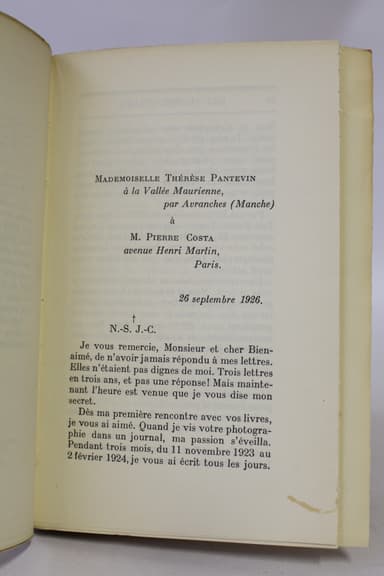 MADEMOISELLE THÉRÈSE PANTEVIN
à la Vallée Maurienne,
par Avranches (Manche)
à
M. PIERRE COSTA
avenue Henri Martin,
Paris.
26 septembre 1926.
†
N.-S. J.-C.
Je vous remercie, Monsieur et cher Bien-
aimé, de n'avoir jamais répondu à mes lettres.
Elles n'étaient pas dignes de moi. Trois lettres
en trois ans, et pas une réponse! Mais mainte-
nant l'heure est venue que je vous dise mon
secret.
Dès ma première rencontre avec vos livres,
je vous ai aimé. Quand je vis votre photogra-
phie dans un journal, ma passion s'éveilla.
Pendant trois mois, du 11 novembre 1923 au
2 février 1924, je vous ai écrit tous les jours.